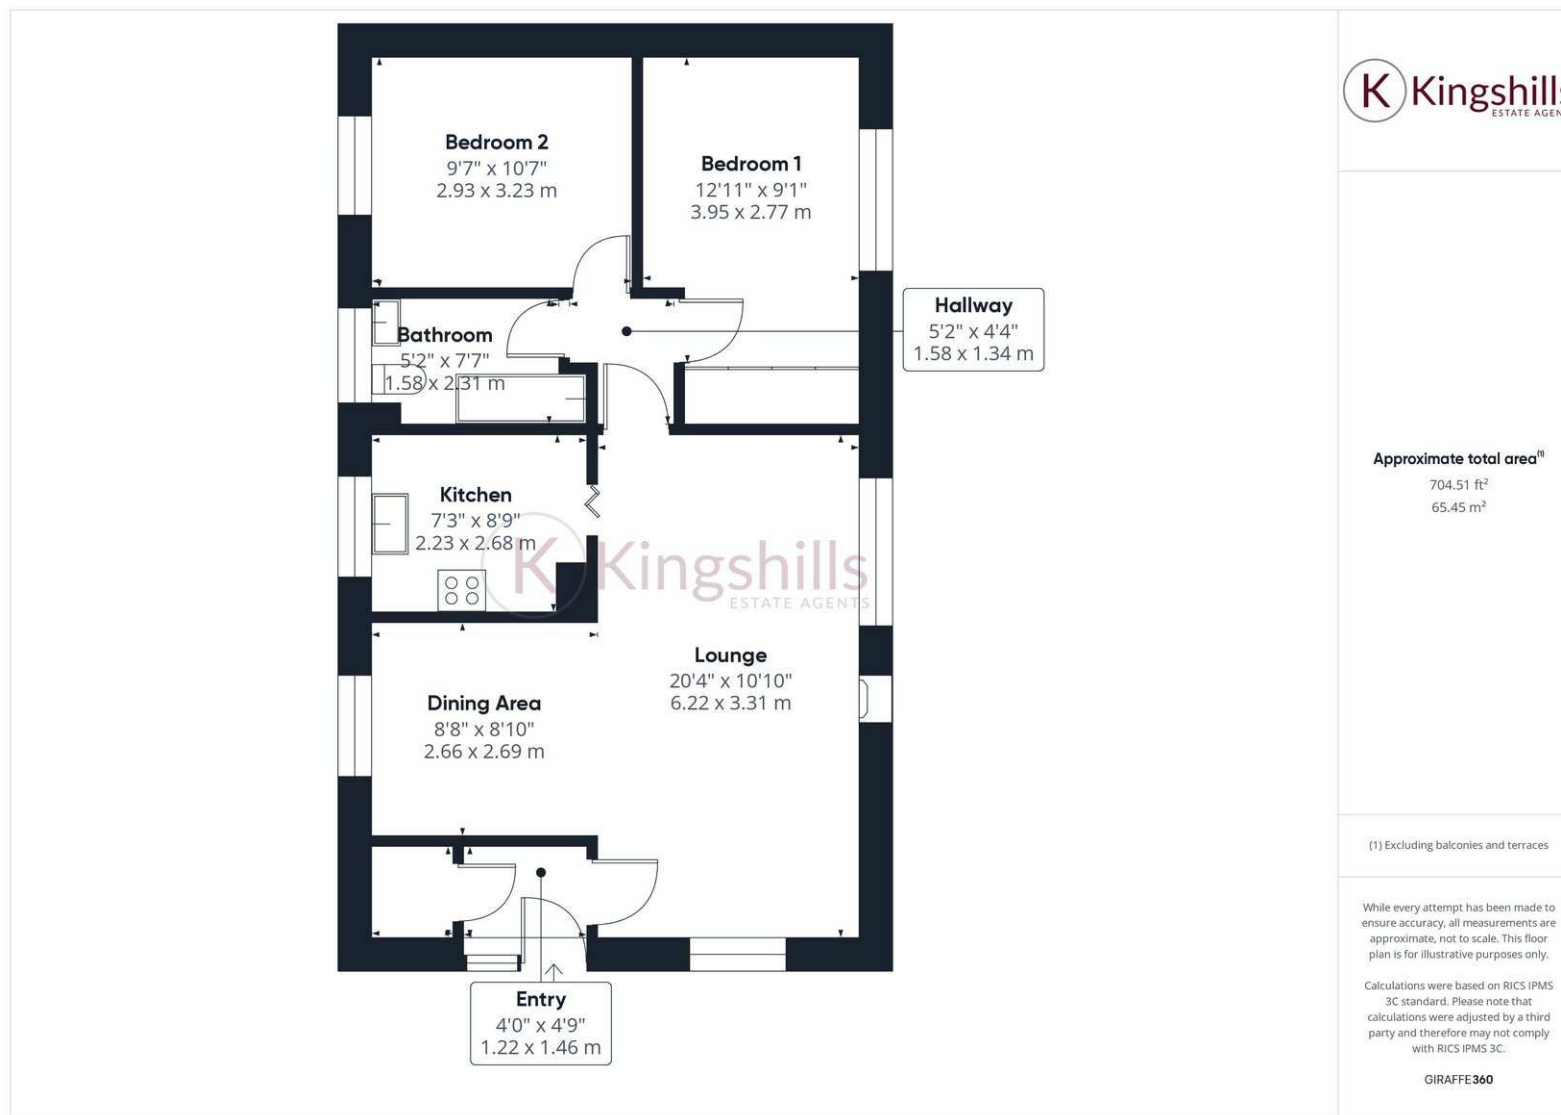 Bedroom 2
9'7" x 10'7"
2.93 x 3.23 m
Bedroom 1
12'11" x 9'1"
3.95 x 2.77 m
Hallway
5'2" x 4'4"
1.58 x 1.34 m
Bathroom
5'2" x 7'7"
1.58 x 2.31 m
Kitchen
7'3" x 8'9"
2.23 x 2.68 m
K Kingshills
ESTATE AGENTS
Lounge
20'4" x 10'10"
6.22 x 3.31 m
Dining Area
8'8" x 8'10"
2.66 x 2.69 m
Entry
4'0" x 4'9"
1.22 x 1.46 m
K Kingshills
ESTATE AGEN
Approximate total area(1)
704.51 ft²
65.45 m²
(1) Excluding balconies and terraces
While every attempt has been made to
ensure accuracy, all measurements are
approximate, not to scale. This floor
plan is for illustrative purposes only.
Calculations were based on RICS IPMS
3C standard. Please note that
calculations were adjusted by a third
party and therefore may not comply
with RICS IPMS 3C.
GIRAFFE360